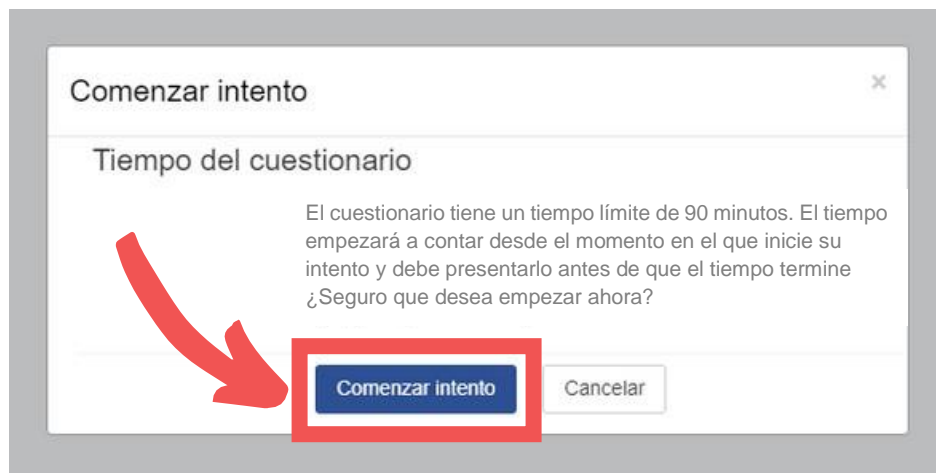 Comenzar intento ×
Tiempo del cuestionario
El cuestionario tiene un tiempo límite de 90 minutos. El tiempo
empezará a contar desde el momento en el que inicie su
intento y debe presentarlo antes de que el tiempo termine
¿Seguro que desea empezar ahora?
Comenzar intento Cancelar